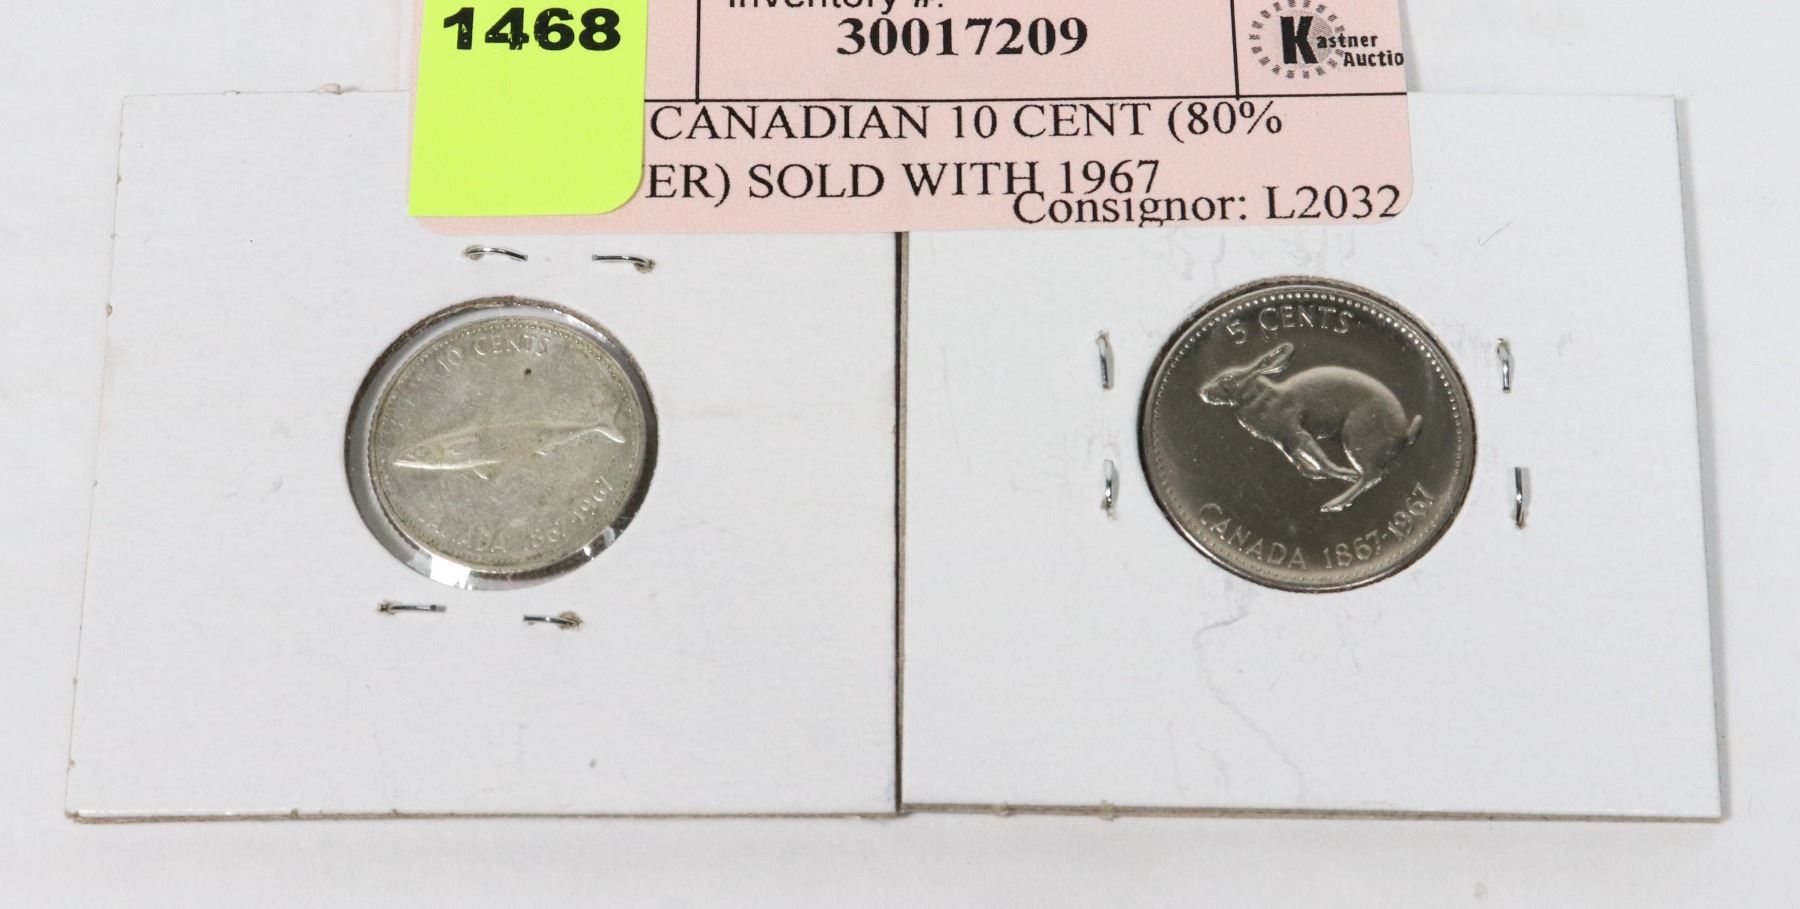 1468
Inventory #:
30017209
Kastner
Auctio
CANADIAN 10 CENT (80%
ER) SOLD WITH 1967
Consignor: L2032
10 CENTS
CANADA 1867-1967
5 CENTS
CANADA 1867-1967